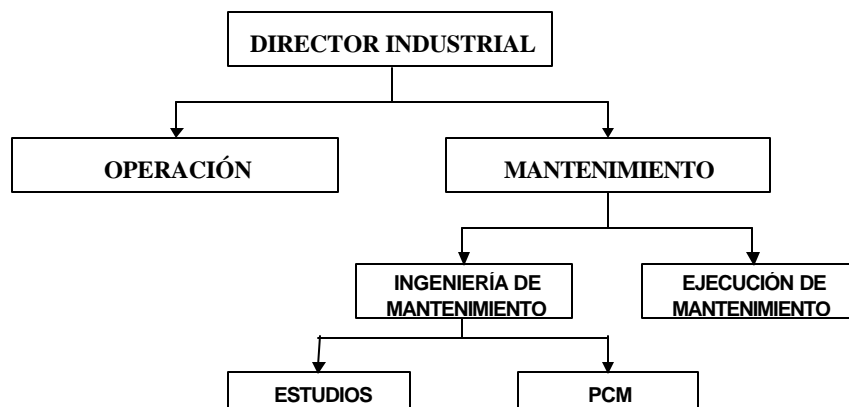 DIRECTOR INDUSTRIAL
OPERACIÓN
MANTENIMIENTO
INGENIERÍA DE
MANTENIMIENTO
EJECUCIÓN DE
MANTENIMIENTO
ESTUDIOS
PCM